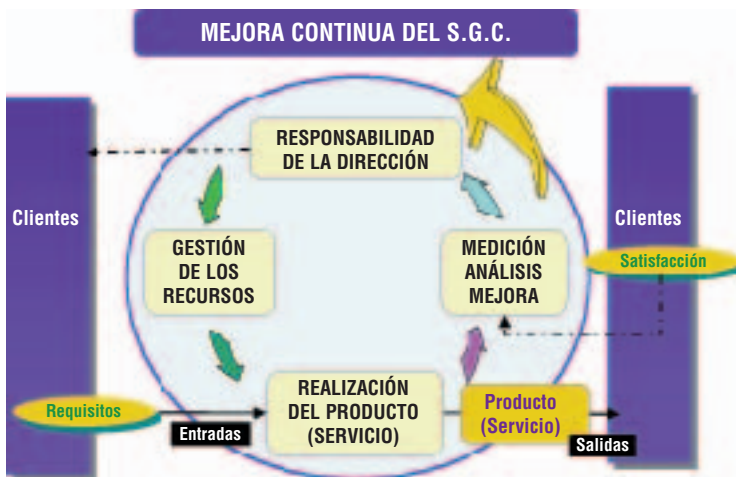 MEJORA CONTINUA DEL S.G.C.
RESPONSABILIDAD
DE LA DIRECCIÓN
Clientes
Clientes
GESTIÓN
DE LOS
RECURSOS
MEDICIÓN
ANÁLISIS
MEJORA
Satisfacción
REALIZACIÓN
DEL PRODUCTO
(SERVICIO)
Requisitos
Entradas
Producto
(Servicio)
Salidas